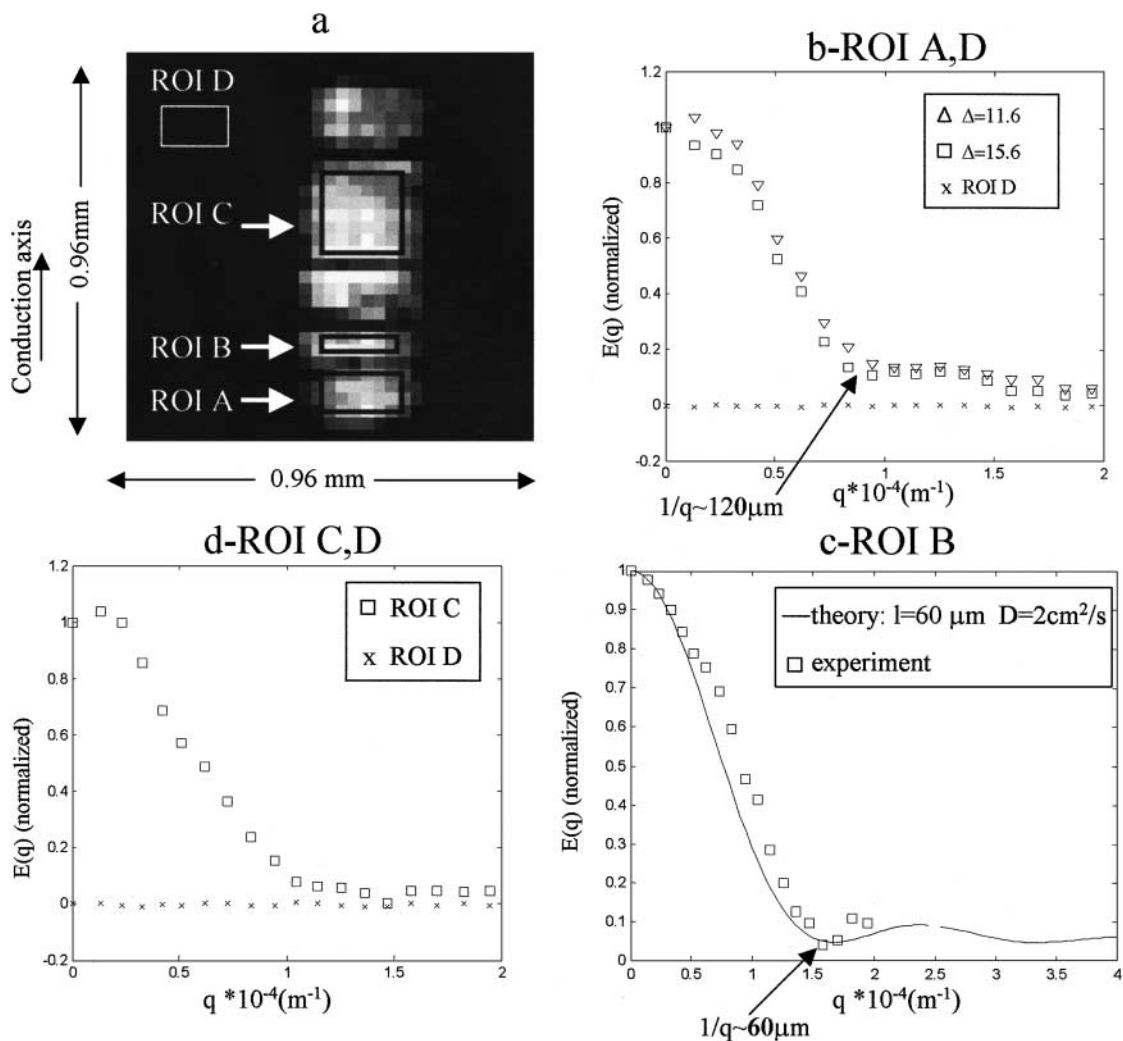 a
ROI D
ROI C
ROI B
ROI A
Conduction axis
0.96mm
0.96 mm
b-ROI A,D
1.2
1
0.8
0.6
0.4
0.2
0
-0.2
0
0.5
1
1.5
2
E(q) (normalized)
q*10⁻⁴(m⁻¹)
Δ Δ=11.6
□ Δ=15.6
x ROI D
1/q~120μm
d-ROI C,D
1.2
1
0.8
0.6
0.4
0.2
0
-0.2
0
0.5
1
1.5
2
E(q) (normalized)
q *10⁻⁴(m⁻¹)
□ ROI C
x ROI D
c-ROI B
1
0.9
0.8
0.7
0.6
0.5
0.4
0.3
0.2
0.1
0
0
0.5
1
1.5
2
2.5
3
3.5
4
E(q) (normalized)
q *10⁻⁴(m⁻¹)
theory: l=60 μm D=2cm²/s
□ experiment
1/q~60μm